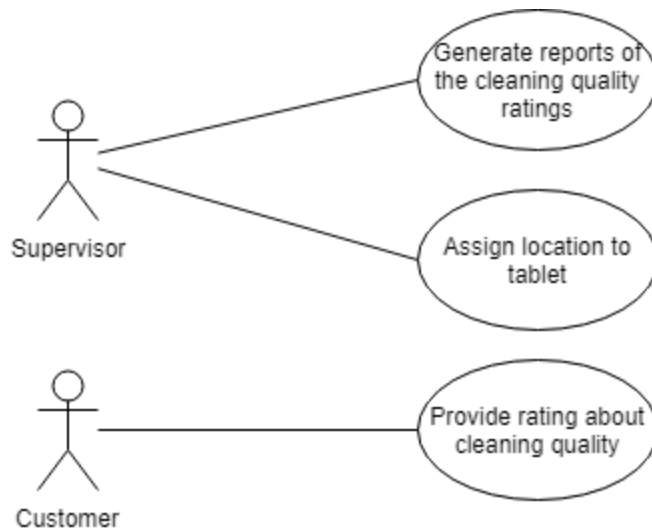 Generate reports of
the cleaning quality
ratings
Supervisor
Assign location to
tablet
Provide rating about
cleaning quality
Customer